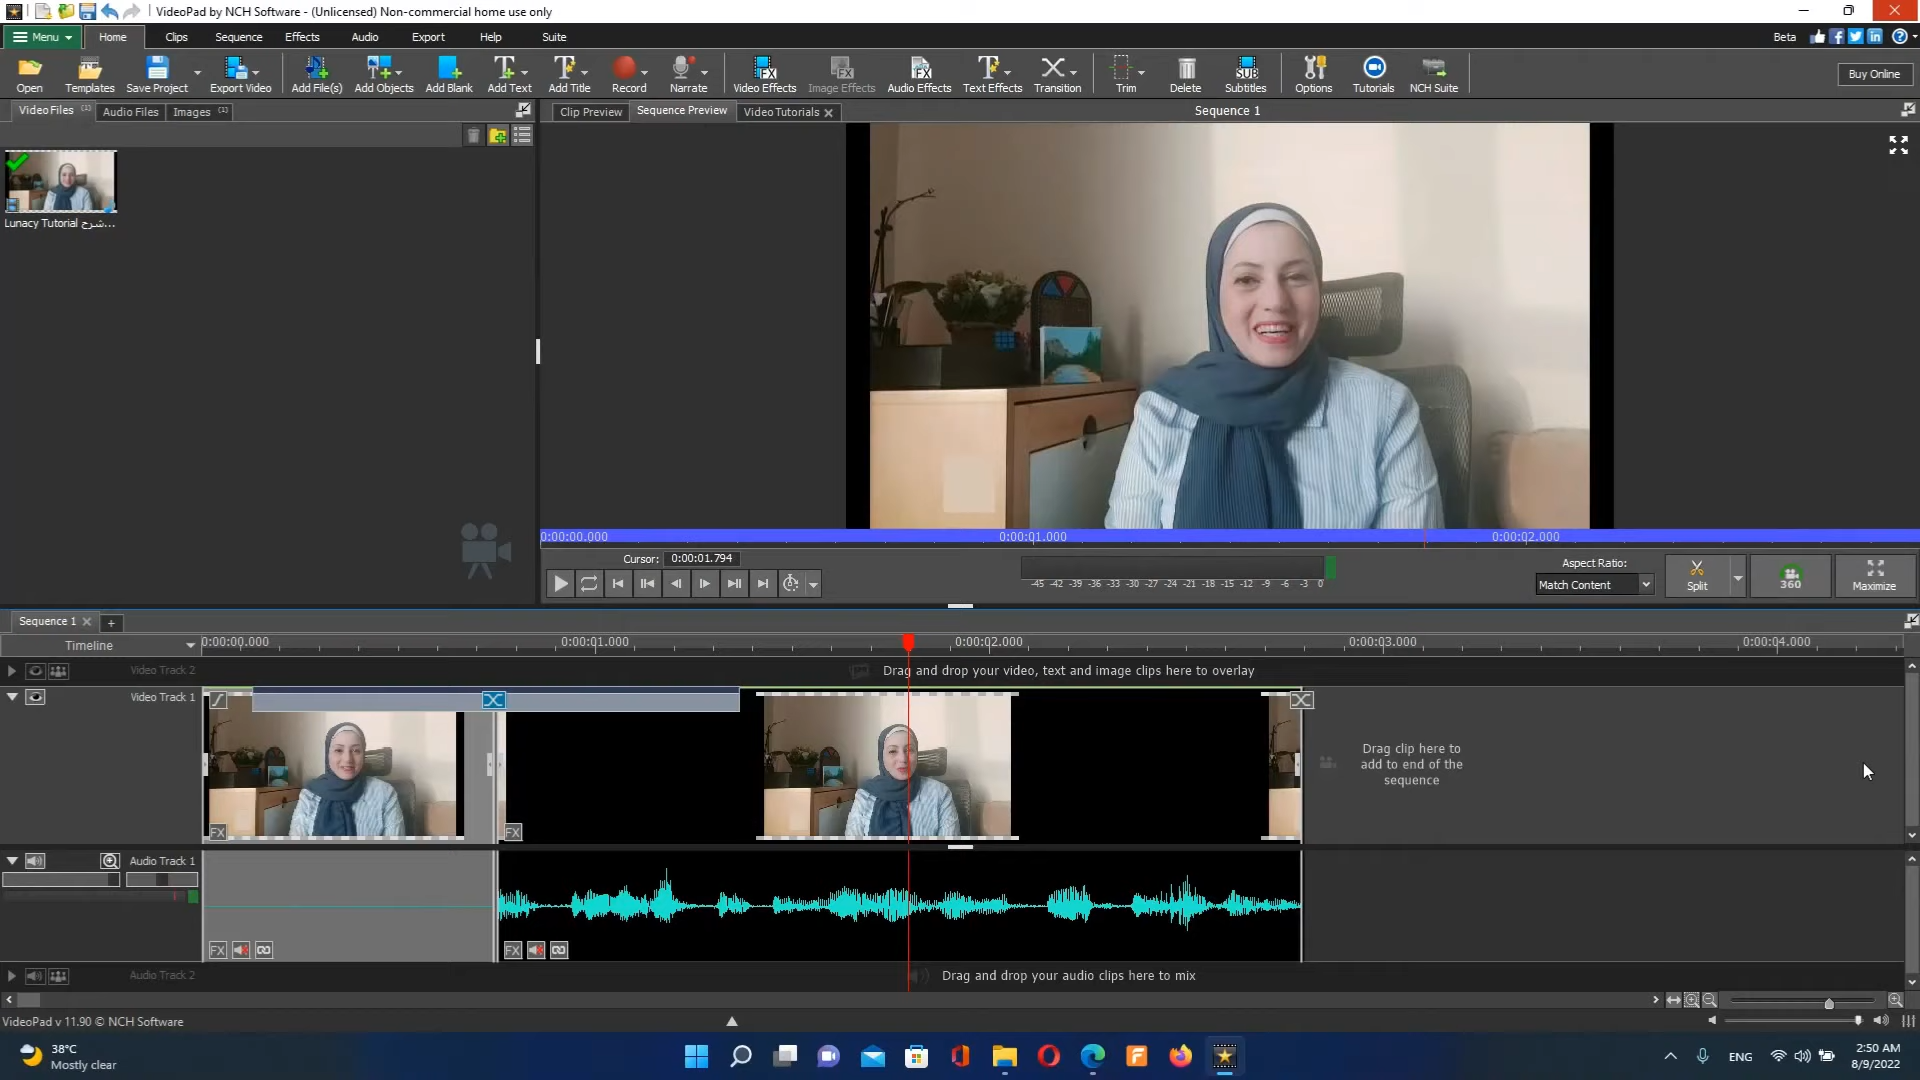 VideoPad by NCH Software - (Unlicensed) Non-commercial home use only
Menu Home Clips Sequence Effects Audio Export Help Suite Beta
Open Templates Save Project Export Video Add File(s) Add Objects Add Blank Add Text Add Title Record Narrate Video Effects Image Effects Audio Effects Text Effects Transition Trim Delete Subtitles Options Tutorials NCH Suite Buy Online
Video Files (1) Audio Files Images (1)
Clip Preview Sequence Preview Video Tutorials Sequence 1
Lunacy Tutorial شرح...
0:00:00.000 0:00:01.000 0:00:02.000
Cursor: 0:00:01.794
-45 -42 -39 -36 -33 -30 -27 -24 -21 -18 -15 -12 -9 -6 -3 0
Aspect Ratio:
Match Content
Split
360
Maximize
Sequence 1
Timeline 0:00:00.000 0:00:01.000 0:00:02.000 0:00:03.000 0:00:04.000
Video Track 2 Drag and drop your video, text and image clips here to overlay
Video Track 1
Drag clip here to
add to end of the
sequence
FX FX
Audio Track 1
FX FX
Audio Track 2 Drag and drop your audio clips here to mix
VideoPad v 11.90 © NCH Software
38°C
Mostly clear
ENG
2:50 AM
8/9/2022